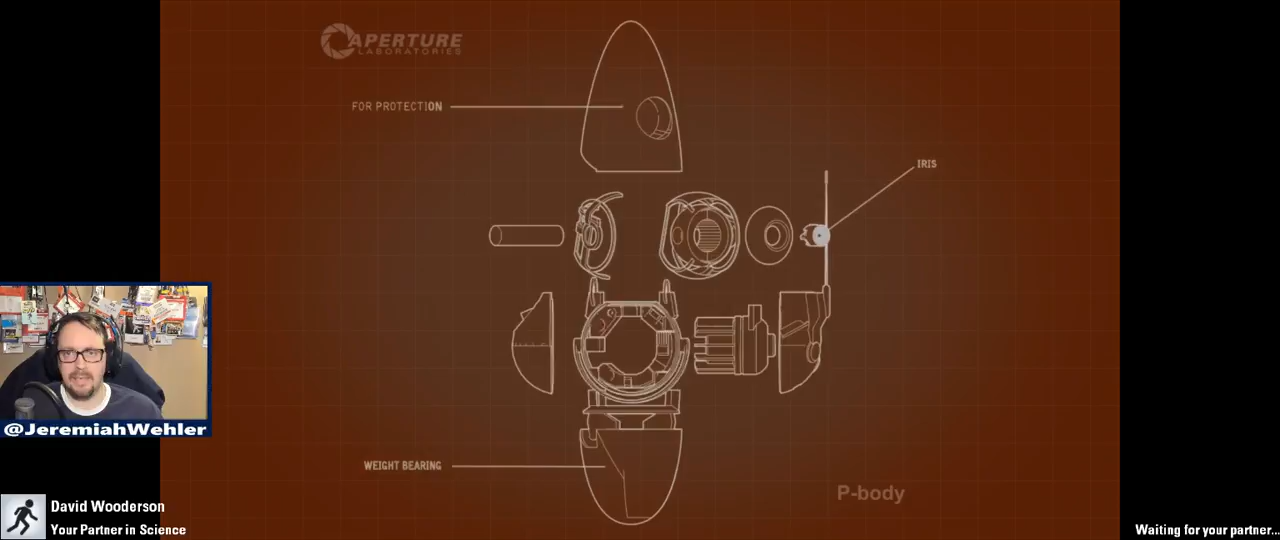 APERTURE
LABORATORIES
FOR PROTECTION
IRIS
@JeremiahWehler
WEIGHT BEARING
P-body
David Wooderson
Your Partner in Science
Waiting for your partner...